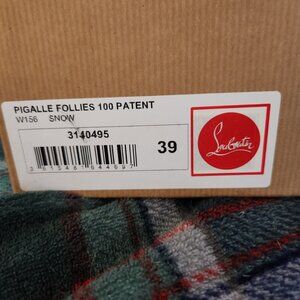 PIGALLE FOLLIES 100 PATENT
W156 SNOW
3140495
39
Louboutin